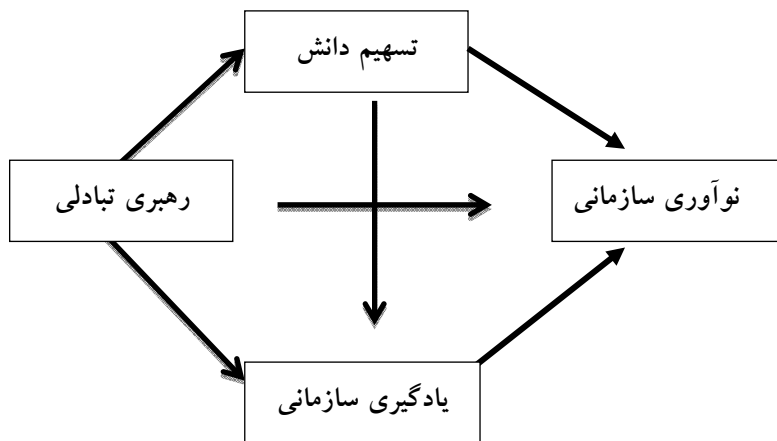 تسهیم دانش
رهبری تبادلی
نوآوری سازمانی
یادگیری سازمانی